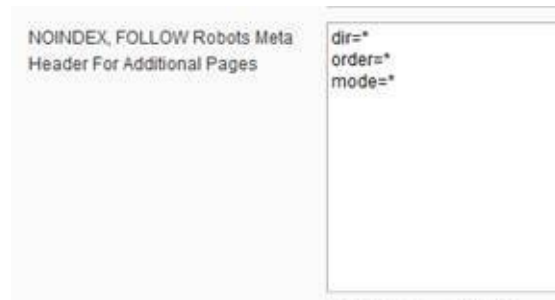 NOINDEX, FOLLOW Robots Meta
Header For Additional Pages
dir=*
order=*
mode=*